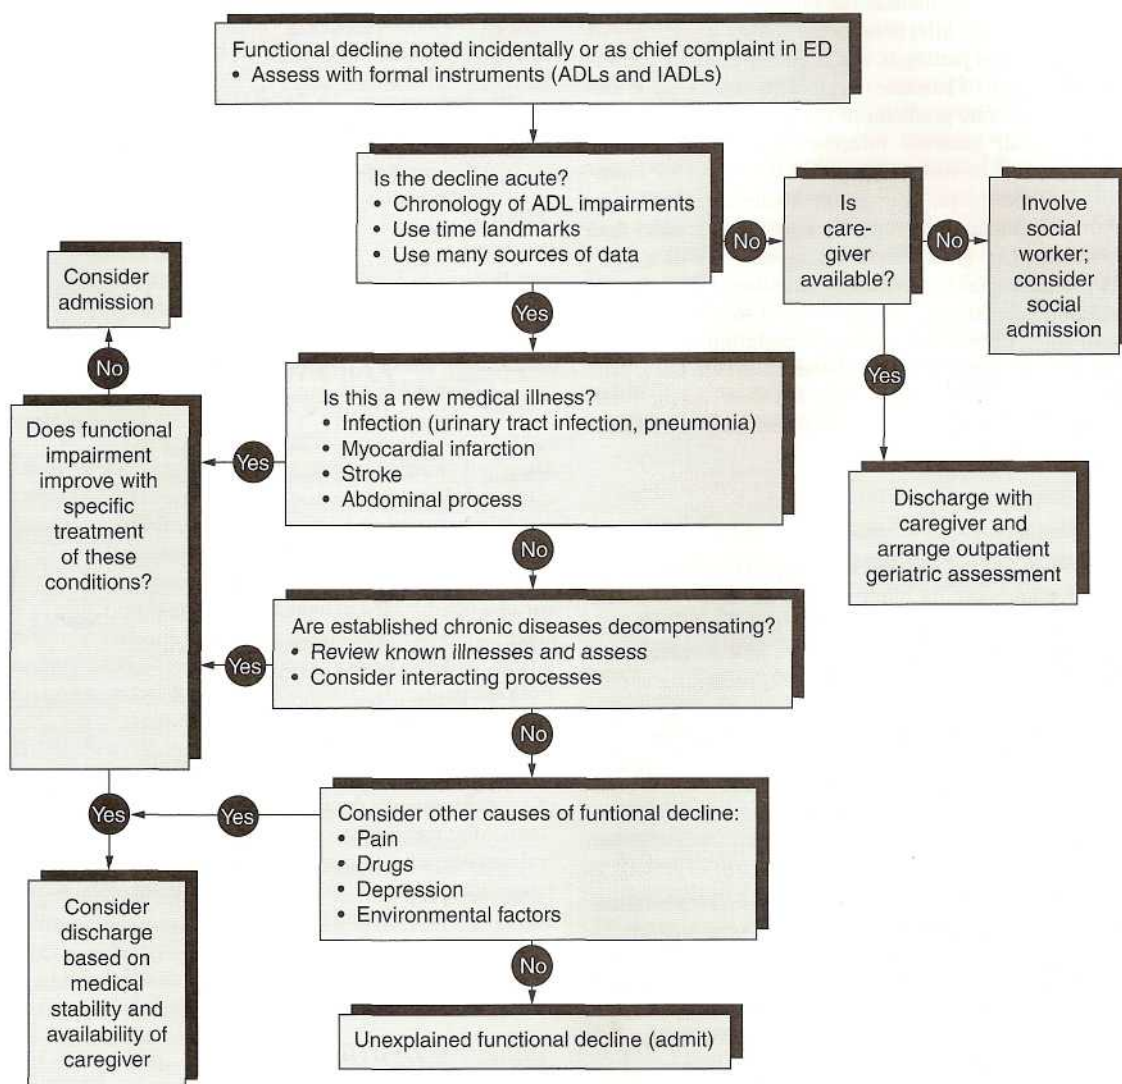 Functional decline noted incidentally or as chief complaint in ED
• Assess with formal instruments (ADLs and IADLs)
Is the decline acute?
• Chronology of ADL impairments
• Use time landmarks
• Use many sources of data
No
Is
care-
giver
available?
No
Involve
social
worker;
consider
social
admission
Yes
Discharge with
caregiver and
arrange outpatient
geriatric assessment
Yes
Is this a new medical illness?
• Infection (urinary tract infection, pneumonia)
• Myocardial infarction
• Stroke
• Abdominal process
Yes
Consider
admission
No
Does functional
impairment
improve with
specific
treatment
of these
conditions?
No
Are established chronic diseases decompensating?
• Review known illnesses and assess
• Consider interacting processes
Yes
No
Consider other causes of funtional decline:
• Pain
• Drugs
• Depression
• Environmental factors
Yes
Yes
Consider
discharge
based on
medical
stability and
availability of
caregiver
No
Unexplained functional decline (admit)